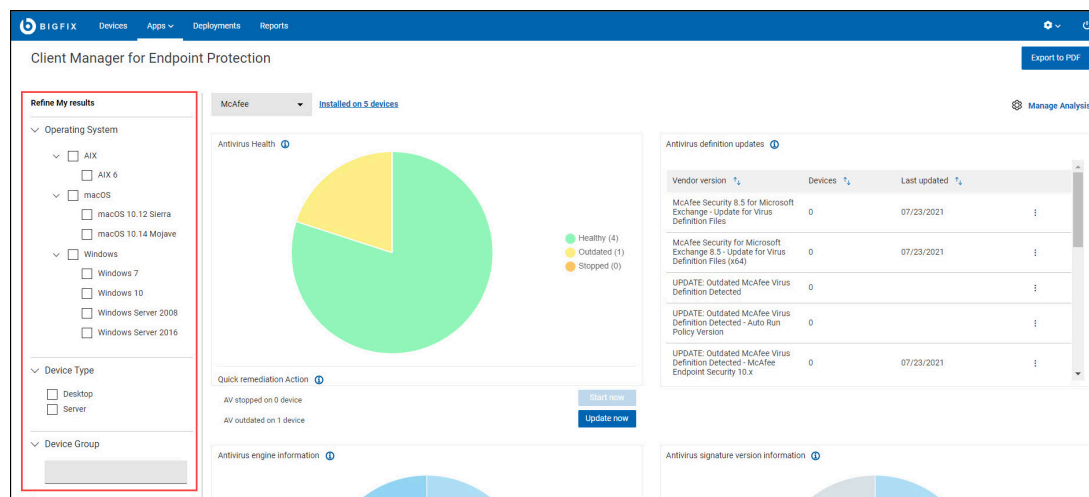 BIGFIX Devices Apps Deployments Reports
Client Manager for Endpoint Protection
Export to PDF
Refine My results
Operating System
AIX
AIX 6
macOS
macOS 10.12 Sierra
macOS 10.14 Mojave
Windows
Windows 7
Windows 10
Windows Server 2008
Windows Server 2016
Device Type
Desktop
Server
Device Group
McAfee Installed on 5 devices
Manage Analysis
Antivirus Health
Healthy (4)
Outdated (1)
Stopped (0)
Quick remediation Action
AV stopped on 0 device Start now
AV outdated on 1 device Update now
Antivirus definition updates
Vendor version Devices Last updated
McAfee Security 8.5 for Microsoft
Exchange - Update for Virus 0 07/23/2021
Definition Files
McAfee Security for Microsoft
Exchange 8.5 - Update for Virus 0 07/23/2021
Definition Files (x64)
UPDATE: Outdated McAfee Virus
Definition Detected 0
UPDATE: Outdated McAfee Virus
Definition Detected - Auto Run 0
Policy Version
UPDATE: Outdated McAfee Virus
Definition Detected - McAfee 0 07/23/2021
Endpoint Security 10.x
Antivirus engine information
Antivirus signature version information